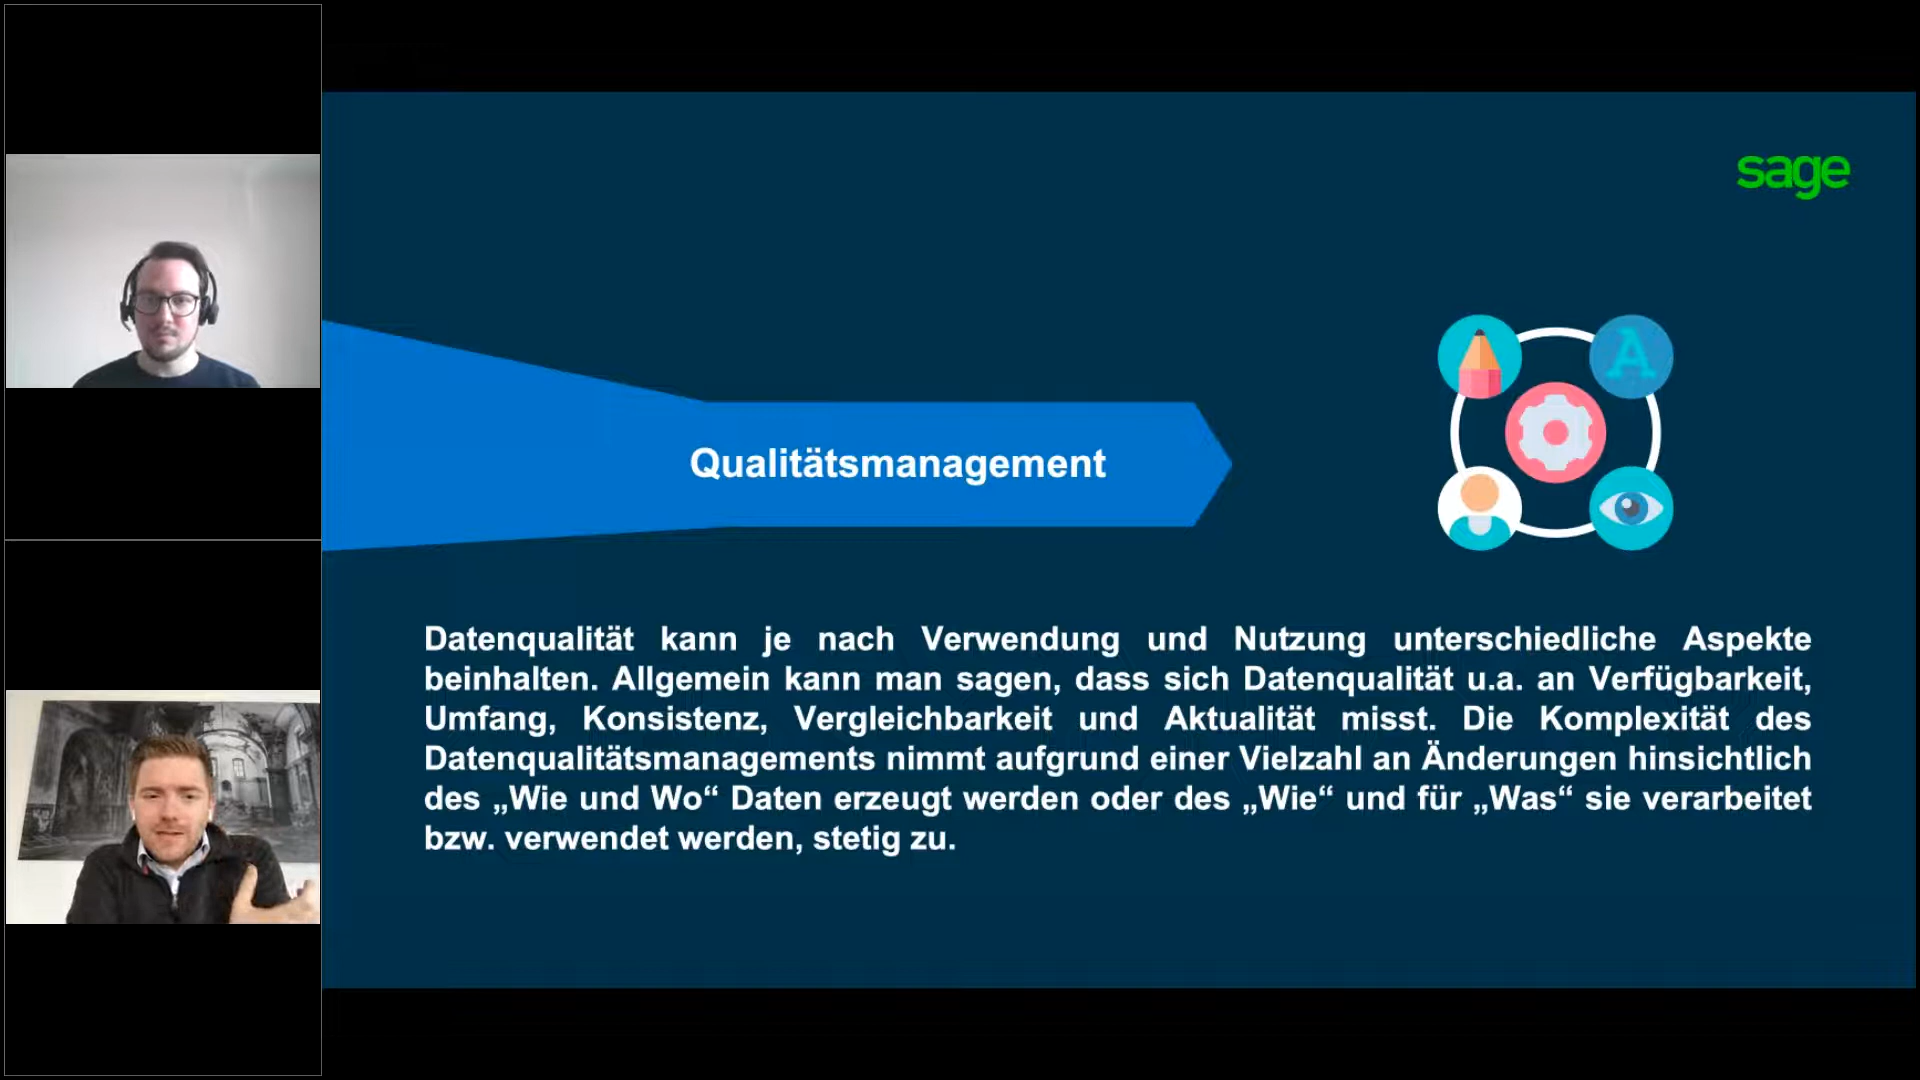 sage
A
Qualitätsmanagement
Datenqualität kann je nach Verwendung und Nutzung unterschiedliche Aspekte
beinhalten. Allgemein kann man sagen, dass sich Datenqualität u.a. an Verfügbarkeit,
Umfang, Konsistenz, Vergleichbarkeit und Aktualität misst. Die Komplexität des
Datenqualitätsmanagements nimmt aufgrund einer Vielzahl an Änderungen hinsichtlich
des „Wie und Wo“ Daten erzeugt werden oder des „Wie“ und für „Was“ sie verarbeitet
bzw. verwendet werden, stetig zu.